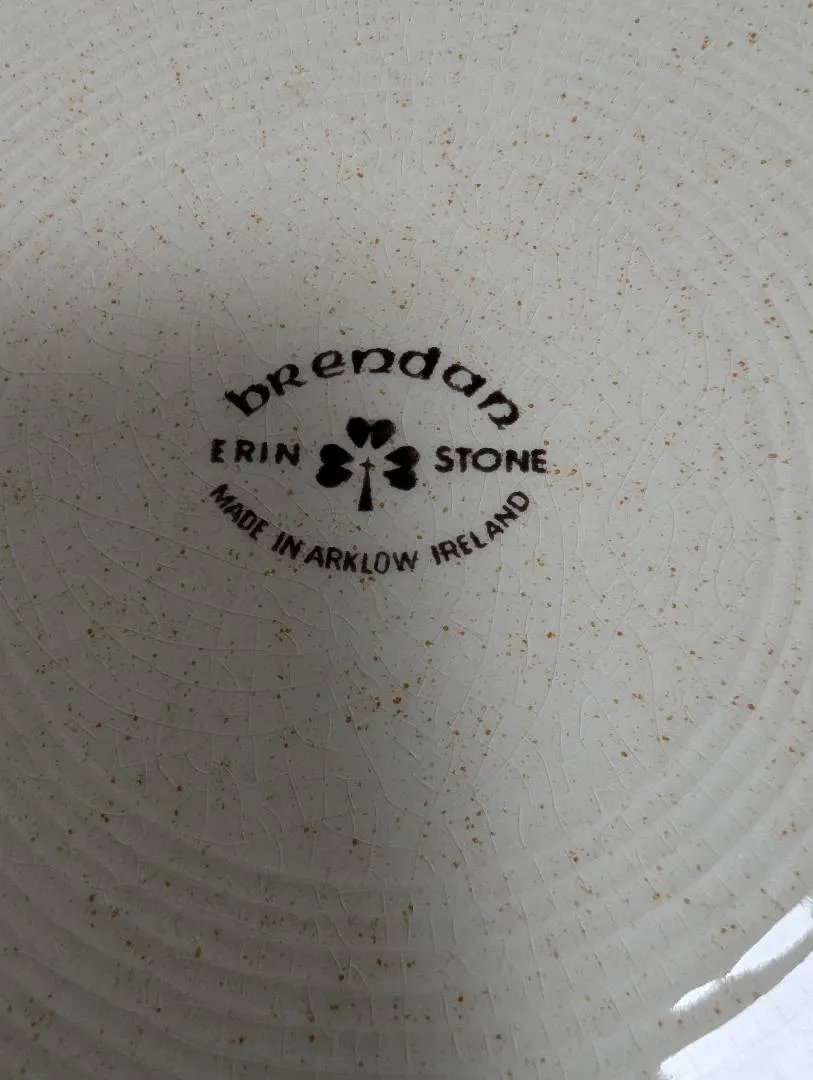 brendan
ERIN STONE
MADE IN ARKLOW IRELAND